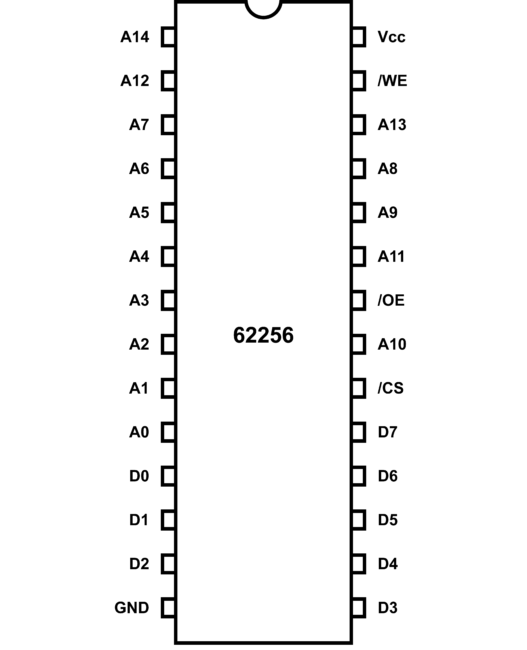 A14 Vcc
A12 /WE
A7 A13
A6 A8
A5 A9
A4 A11
A3 /OE
62256
A2 A10
A1 /CS
A0 D7
D0 D6
D1 D5
D2 D4
GND D3